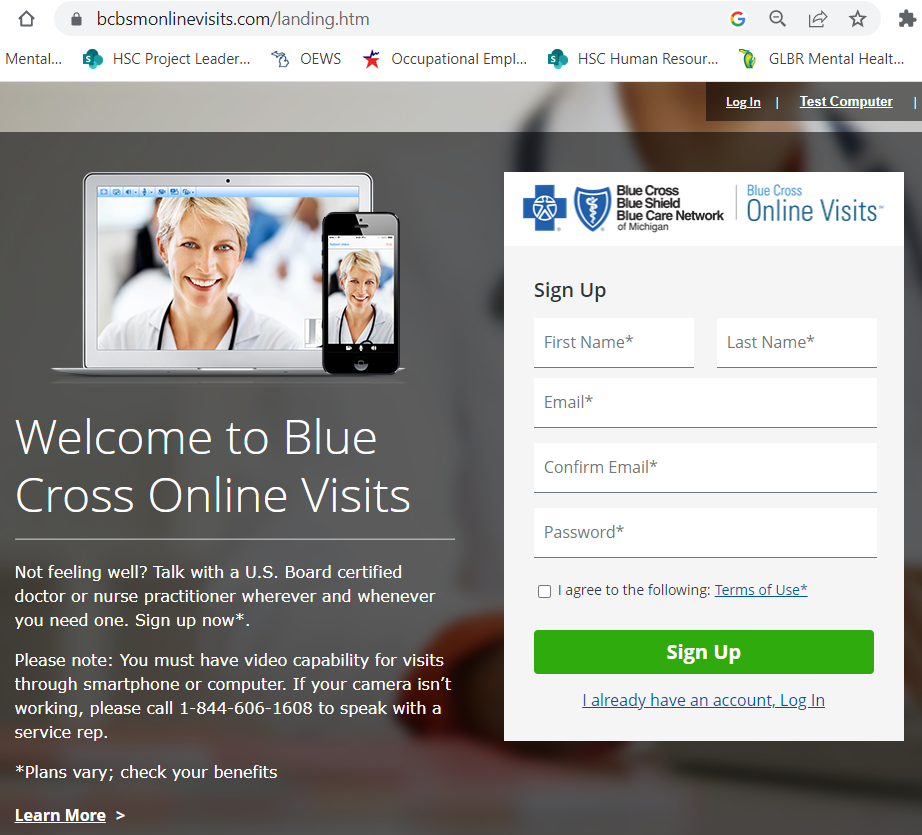 bcbsmonlinevisits.com/landing.htm
Mental... HSC Project Leader... OEWS Occupational Empl... HSC Human Resour... GLBR Mental Healt...
Log In | Test Computer |
Blue Cross
Blue Shield
Blue Care Network
of Michigan
Blue Cross
Online Visits
Sign Up
First Name* Last Name*
Email*
Confirm Email*
Password*
I agree to the following: Terms of Use*
Sign Up
I already have an account, Log In
Welcome to Blue
Cross Online Visits
Not feeling well? Talk with a U.S. Board certified
doctor or nurse practitioner wherever and whenever
you need one. Sign up now*.
Please note: You must have video capability for visits
through smartphone or computer. If your camera isn’t
working, please call 1-844-606-1608 to speak with a
service rep.
*Plans vary; check your benefits
Learn More >